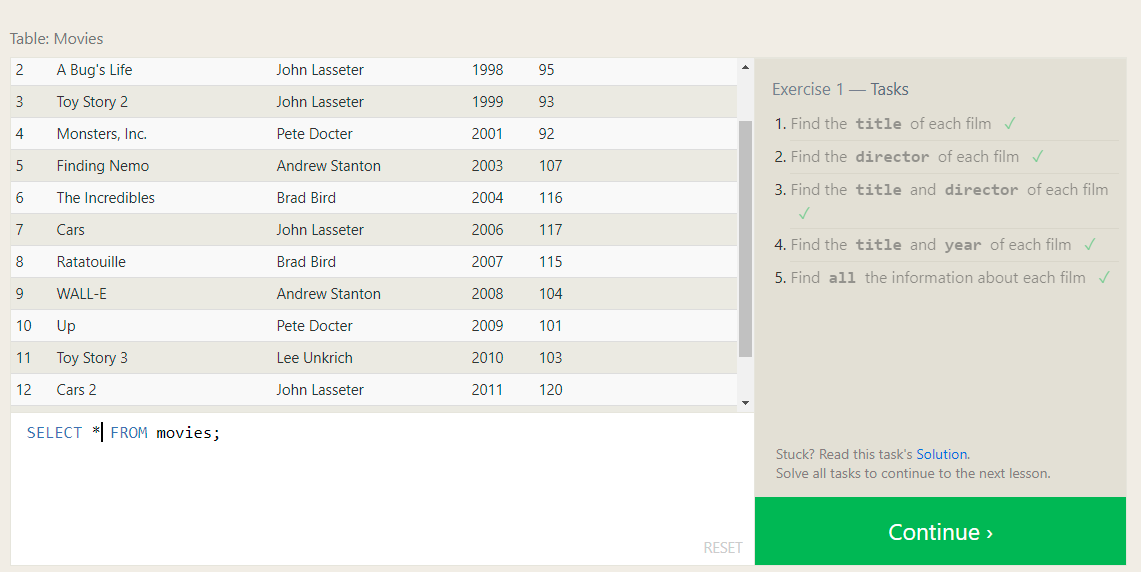 Table: Movies
2 A Bug's Life John Lasseter 1998 95
3 Toy Story 2 John Lasseter 1999 93
4 Monsters, Inc. Pete Docter 2001 92
5 Finding Nemo Andrew Stanton 2003 107
6 The Incredibles Brad Bird 2004 116
7 Cars John Lasseter 2006 117
8 Ratatouille Brad Bird 2007 115
9 WALL-E Andrew Stanton 2008 104
10 Up Pete Docter 2009 101
11 Toy Story 3 Lee Unkrich 2010 103
12 Cars 2 John Lasseter 2011 120
SELECT * FROM movies;
RESET
Exercise 1 — Tasks
1. Find the title of each film ✓
2. Find the director of each film ✓
3. Find the title and director of each film
✓
4. Find the title and year of each film ✓
5. Find all the information about each film ✓
Stuck? Read this task's Solution.
Solve all tasks to continue to the next lesson.
Continue ›